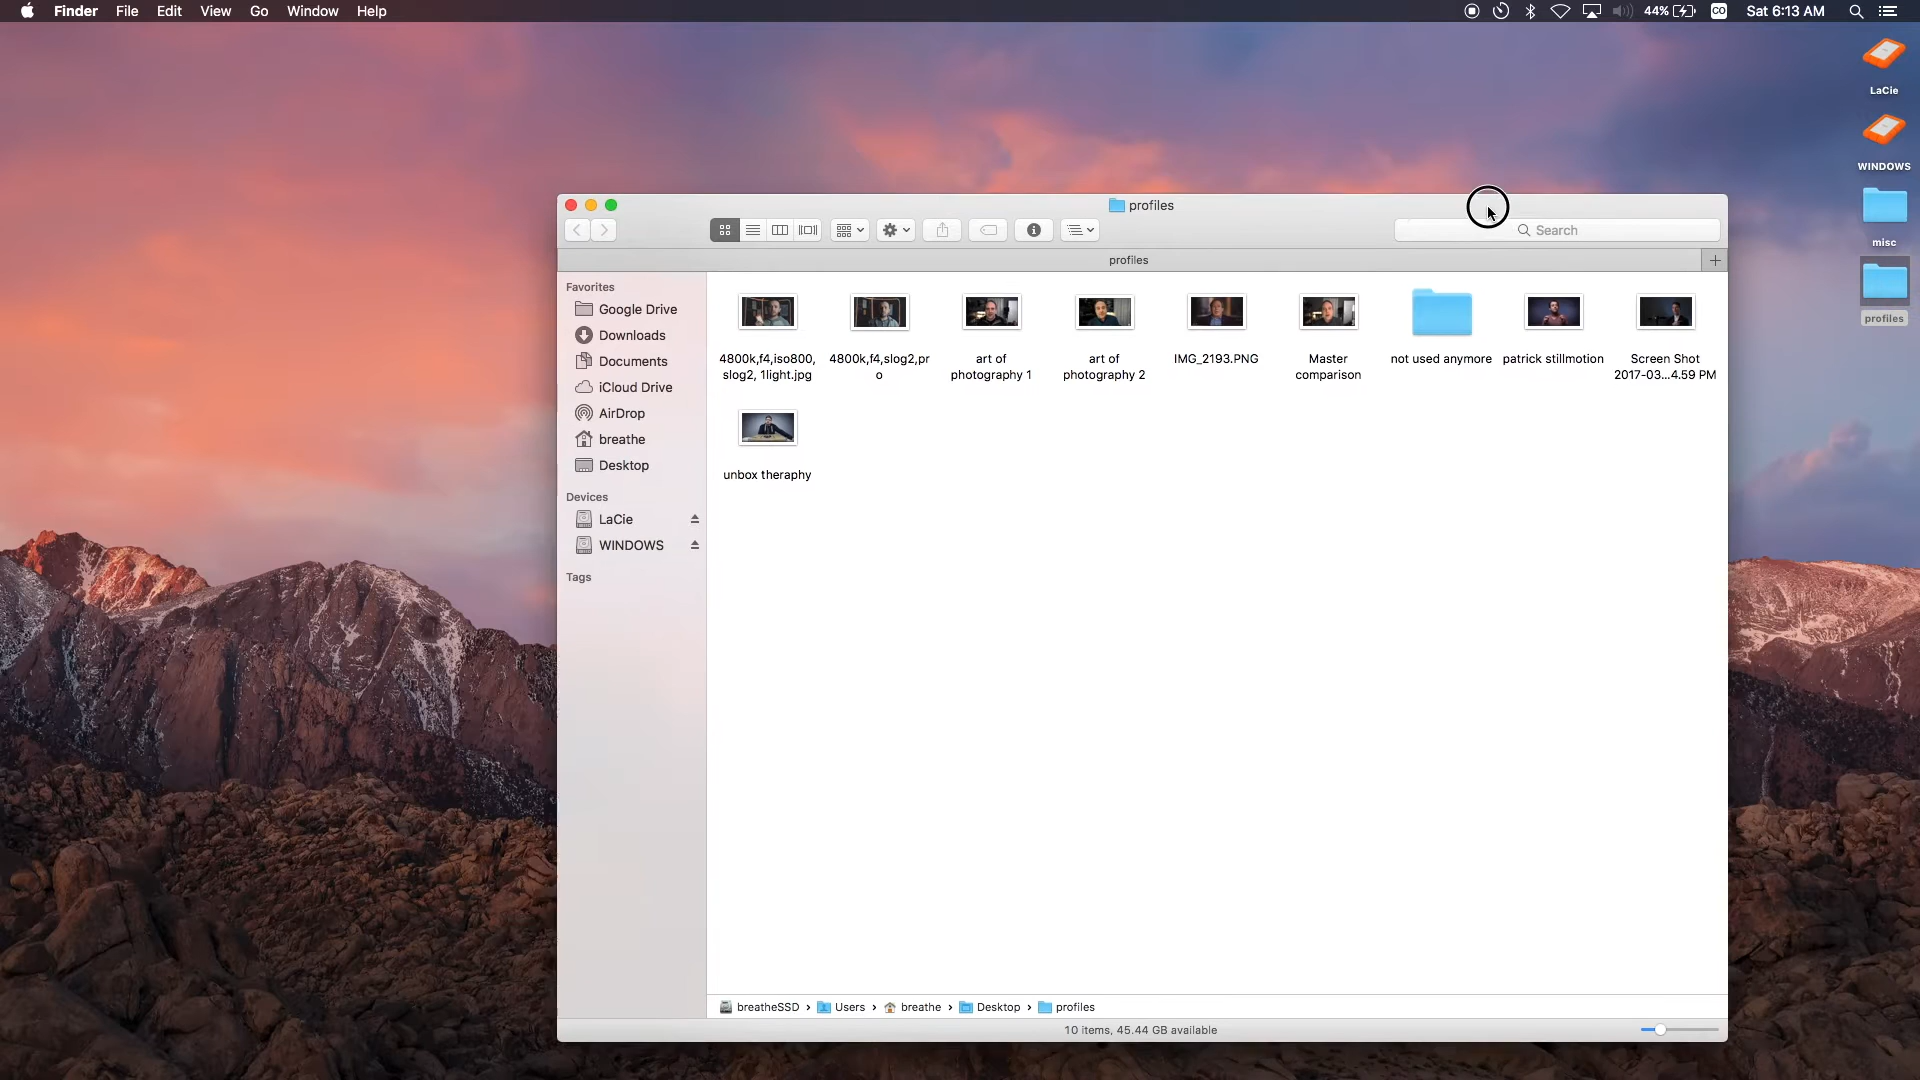 Finder File Edit View Go Window Help
44% Sat 6:13 AM
LaCie
WINDOWS
misc
profiles
profiles
Search
profiles
Favorites
Google Drive
Downloads
Documents
iCloud Drive
AirDrop
breathe
Desktop
Devices
LaCie
WINDOWS
Tags
4800k,f4,iso800,
slog2, 1light.jpg
4800k,f4,slog2,pr
o
art of
photography 1
art of
photography 2
IMG_2193.PNG
Master
comparison
not used anymore
patrick stillmotion
Screen Shot
2017-03...4.59 PM
unbox theraphy
breatheSSD › Users › breathe › Desktop › profiles
10 items, 45.44 GB available